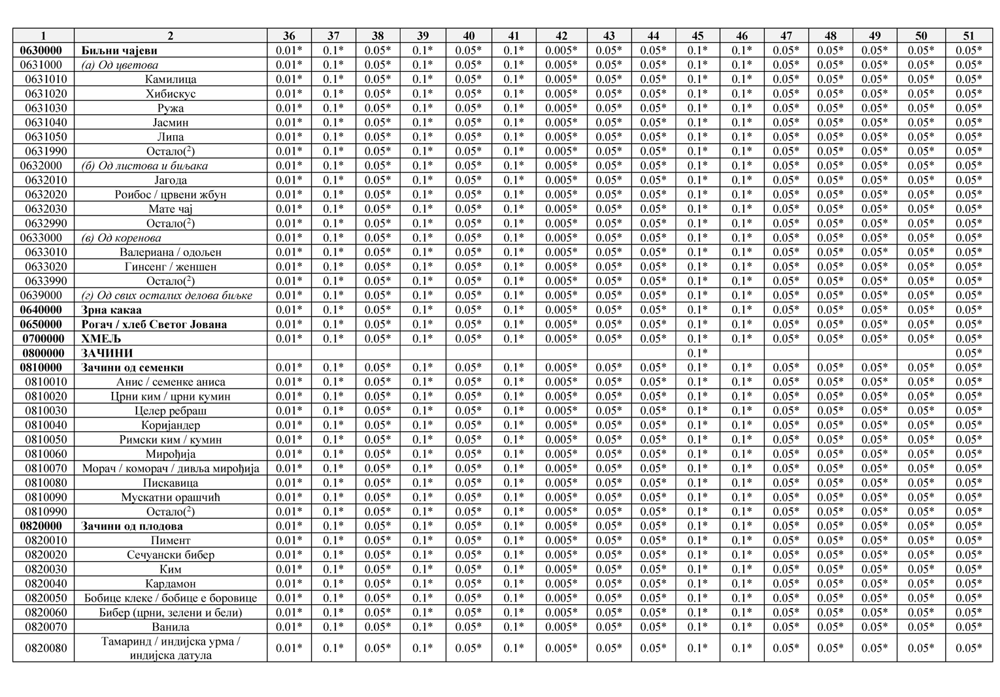 1 2 36 37 38 39 40 41 42 43 44 45 46 47 48 49 50 51
0630000 Биљни чајеви 0.01* 0.1* 0.05* 0.1* 0.05* 0.1* 0.005* 0.05* 0.05* 0.1* 0.1* 0.05* 0.05* 0.05* 0.05* 0.05*
0631000 (а) Од цветова 0.01* 0.1* 0.05* 0.1* 0.05* 0.1* 0.005* 0.05* 0.05* 0.1* 0.1* 0.05* 0.05* 0.05* 0.05* 0.05*
0631010 Камилица 0.01* 0.1* 0.05* 0.1* 0.05* 0.1* 0.005* 0.05* 0.05* 0.1* 0.1* 0.05* 0.05* 0.05* 0.05* 0.05*
0631020 Хибискус 0.01* 0.1* 0.05* 0.1* 0.05* 0.1* 0.005* 0.05* 0.05* 0.1* 0.1* 0.05* 0.05* 0.05* 0.05* 0.05*
0631030 Ружа 0.01* 0.1* 0.05* 0.1* 0.05* 0.1* 0.005* 0.05* 0.05* 0.1* 0.1* 0.05* 0.05* 0.05* 0.05* 0.05*
0631040 Јасмин 0.01* 0.1* 0.05* 0.1* 0.05* 0.1* 0.005* 0.05* 0.05* 0.1* 0.1* 0.05* 0.05* 0.05* 0.05* 0.05*
0631050 Липа 0.01* 0.1* 0.05* 0.1* 0.05* 0.1* 0.005* 0.05* 0.05* 0.1* 0.1* 0.05* 0.05* 0.05* 0.05* 0.05*
0631990 Остало(²) 0.01* 0.1* 0.05* 0.1* 0.05* 0.1* 0.005* 0.05* 0.05* 0.1* 0.1* 0.05* 0.05* 0.05* 0.05* 0.05*
0632000 (б) Од листова и биљака 0.01* 0.1* 0.05* 0.1* 0.05* 0.1* 0.005* 0.05* 0.05* 0.1* 0.1* 0.05* 0.05* 0.05* 0.05* 0.05*
0632010 Јагода 0.01* 0.1* 0.05* 0.1* 0.05* 0.1* 0.005* 0.05* 0.05* 0.1* 0.1* 0.05* 0.05* 0.05* 0.05* 0.05*
0632020 Роибос / црвени жбун 0.01* 0.1* 0.05* 0.1* 0.05* 0.1* 0.005* 0.05* 0.05* 0.1* 0.1* 0.05* 0.05* 0.05* 0.05* 0.05*
0632030 Мате чај 0.01* 0.1* 0.05* 0.1* 0.05* 0.1* 0.005* 0.05* 0.05* 0.1* 0.1* 0.05* 0.05* 0.05* 0.05* 0.05*
0632990 Остало(²) 0.01* 0.1* 0.05* 0.1* 0.05* 0.1* 0.005* 0.05* 0.05* 0.1* 0.1* 0.05* 0.05* 0.05* 0.05* 0.05*
0633000 (в) Од коренова 0.01* 0.1* 0.05* 0.1* 0.05* 0.1* 0.005* 0.05* 0.05* 0.1* 0.1* 0.05* 0.05* 0.05* 0.05* 0.05*
0633010 Валериана / одољен 0.01* 0.1* 0.05* 0.1* 0.05* 0.1* 0.005* 0.05* 0.05* 0.1* 0.1* 0.05* 0.05* 0.05* 0.05* 0.05*
0633020 Гинсенг / женшен 0.01* 0.1* 0.05* 0.1* 0.05* 0.1* 0.005* 0.05* 0.05* 0.1* 0.1* 0.05* 0.05* 0.05* 0.05* 0.05*
0633990 Остало(²) 0.01* 0.1* 0.05* 0.1* 0.05* 0.1* 0.005* 0.05* 0.05* 0.1* 0.1* 0.05* 0.05* 0.05* 0.05* 0.05*
0639000 (г) Од свих осталих делова биљке 0.01* 0.1* 0.05* 0.1* 0.05* 0.1* 0.005* 0.05* 0.05* 0.1* 0.1* 0.05* 0.05* 0.05* 0.05* 0.05*
0640000 Зрна какаа 0.01* 0.1* 0.05* 0.1* 0.05* 0.1* 0.005* 0.05* 0.05* 0.1* 0.1* 0.05* 0.05* 0.05* 0.05* 0.05*
0650000 Рогач / хлеб Светог Јована 0.01* 0.1* 0.05* 0.1* 0.05* 0.1* 0.005* 0.05* 0.05* 0.1* 0.1* 0.05* 0.05* 0.05* 0.05* 0.05*
0700000 ХМЕЉ 0.01* 0.1* 0.05* 0.1* 0.05* 0.1* 0.005* 0.05* 0.05* 0.1* 0.1* 0.05* 0.05* 0.05* 0.05* 0.05*
0800000 ЗАЧИНИ 0.1* 0.05*
0810000 Зачини од семенки 0.01* 0.1* 0.05* 0.1* 0.05* 0.1* 0.005* 0.05* 0.05* 0.1* 0.1* 0.05* 0.05* 0.05* 0.05* 0.05*
0810010 Анис / семенке аниса 0.01* 0.1* 0.05* 0.1* 0.05* 0.1* 0.005* 0.05* 0.05* 0.1* 0.1* 0.05* 0.05* 0.05* 0.05* 0.05*
0810020 Црни ким / црни кумин 0.01* 0.1* 0.05* 0.1* 0.05* 0.1* 0.005* 0.05* 0.05* 0.1* 0.1* 0.05* 0.05* 0.05* 0.05* 0.05*
0810030 Целер ребраш 0.01* 0.1* 0.05* 0.1* 0.05* 0.1* 0.005* 0.05* 0.05* 0.1* 0.1* 0.05* 0.05* 0.05* 0.05* 0.05*
0810040 Коријандер 0.01* 0.1* 0.05* 0.1* 0.05* 0.1* 0.005* 0.05* 0.05* 0.1* 0.1* 0.05* 0.05* 0.05* 0.05* 0.05*
0810050 Римски ким / кумин 0.01* 0.1* 0.05* 0.1* 0.05* 0.1* 0.005* 0.05* 0.05* 0.1* 0.1* 0.05* 0.05* 0.05* 0.05* 0.05*
0810060 Мирођија 0.01* 0.1* 0.05* 0.1* 0.05* 0.1* 0.005* 0.05* 0.05* 0.1* 0.1* 0.05* 0.05* 0.05* 0.05* 0.05*
0810070 Морач / коморач / дивља мирођија 0.01* 0.1* 0.05* 0.1* 0.05* 0.1* 0.005* 0.05* 0.05* 0.1* 0.1* 0.05* 0.05* 0.05* 0.05* 0.05*
0810080 Пискавица 0.01* 0.1* 0.05* 0.1* 0.05* 0.1* 0.005* 0.05* 0.05* 0.1* 0.1* 0.05* 0.05* 0.05* 0.05* 0.05*
0810090 Мускатни орашчић 0.01* 0.1* 0.05* 0.1* 0.05* 0.1* 0.005* 0.05* 0.05* 0.1* 0.1* 0.05* 0.05* 0.05* 0.05* 0.05*
0810990 Остало(²) 0.01* 0.1* 0.05* 0.1* 0.05* 0.1* 0.005* 0.05* 0.05* 0.1* 0.1* 0.05* 0.05* 0.05* 0.05* 0.05*
0820000 Зачини од плодова 0.01* 0.1* 0.05* 0.1* 0.05* 0.1* 0.005* 0.05* 0.05* 0.1* 0.1* 0.05* 0.05* 0.05* 0.05* 0.05*
0820010 Пимент 0.01* 0.1* 0.05* 0.1* 0.05* 0.1* 0.005* 0.05* 0.05* 0.1* 0.1* 0.05* 0.05* 0.05* 0.05* 0.05*
0820020 Сечуански бибер 0.01* 0.1* 0.05* 0.1* 0.05* 0.1* 0.005* 0.05* 0.05* 0.1* 0.1* 0.05* 0.05* 0.05* 0.05* 0.05*
0820030 Ким 0.01* 0.1* 0.05* 0.1* 0.05* 0.1* 0.005* 0.05* 0.05* 0.1* 0.1* 0.05* 0.05* 0.05* 0.05* 0.05*
0820040 Кардамон 0.01* 0.1* 0.05* 0.1* 0.05* 0.1* 0.005* 0.05* 0.05* 0.1* 0.1* 0.05* 0.05* 0.05* 0.05* 0.05*
0820050 Бобице клеке / бобице е боровице 0.01* 0.1* 0.05* 0.1* 0.05* 0.1* 0.005* 0.05* 0.05* 0.1* 0.1* 0.05* 0.05* 0.05* 0.05* 0.05*
0820060 Бибер (црни, зелени и бели) 0.01* 0.1* 0.05* 0.1* 0.05* 0.1* 0.005* 0.05* 0.05* 0.1* 0.1* 0.05* 0.05* 0.05* 0.05* 0.05*
0820070 Ванила 0.01* 0.1* 0.05* 0.1* 0.05* 0.1* 0.005* 0.05* 0.05* 0.1* 0.1* 0.05* 0.05* 0.05* 0.05* 0.05*
0820080 Тамаринд / индијска урма /
индијска датула 0.01* 0.1* 0.05* 0.1* 0.05* 0.1* 0.005* 0.05* 0.05* 0.1* 0.1* 0.05* 0.05* 0.05* 0.05* 0.05*